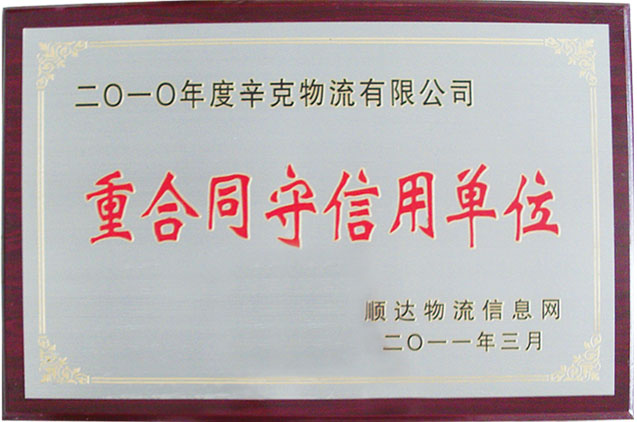 二〇一〇年度辛克物流有限公司
重合同守信用单位
顺达物流信息网
二〇一一年三月